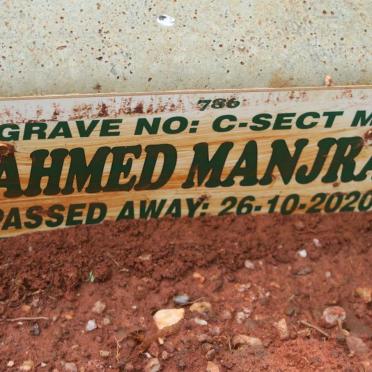 786
GRAVE NO: C-SECT M
AHMED MANJRA
PASSED AWAY: 26-10-2020